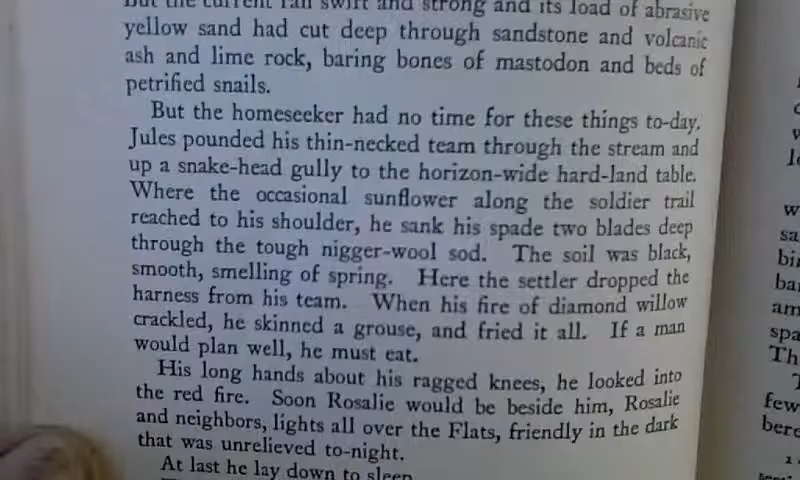 But the current ran swift and strong and its load of abrasive
yellow sand had cut deep through sandstone and volcanic
ash and lime rock, baring bones of mastodon and beds of
petrified snails.
But the homeseeker had no time for these things to-day.
Jules pounded his thin-necked team through the stream and
up a snake-head gully to the horizon-wide hard-land table.
Where the occasional sunflower along the soldier trail
reached to his shoulder, he sank his spade two blades deep
through the tough nigger-wool sod. The soil was black,
smooth, smelling of spring. Here the settler dropped the
harness from his team. When his fire of diamond willow
crackled, he skinned a grouse, and fried it all. If a man
would plan well, he must eat.
His long hands about his ragged knees, he looked into
the red fire. Soon Rosalie would be beside him, Rosalie
and neighbors, lights all over the Flats, friendly in the dark
that was unrelieved to-night.
At last he lay down to sleep